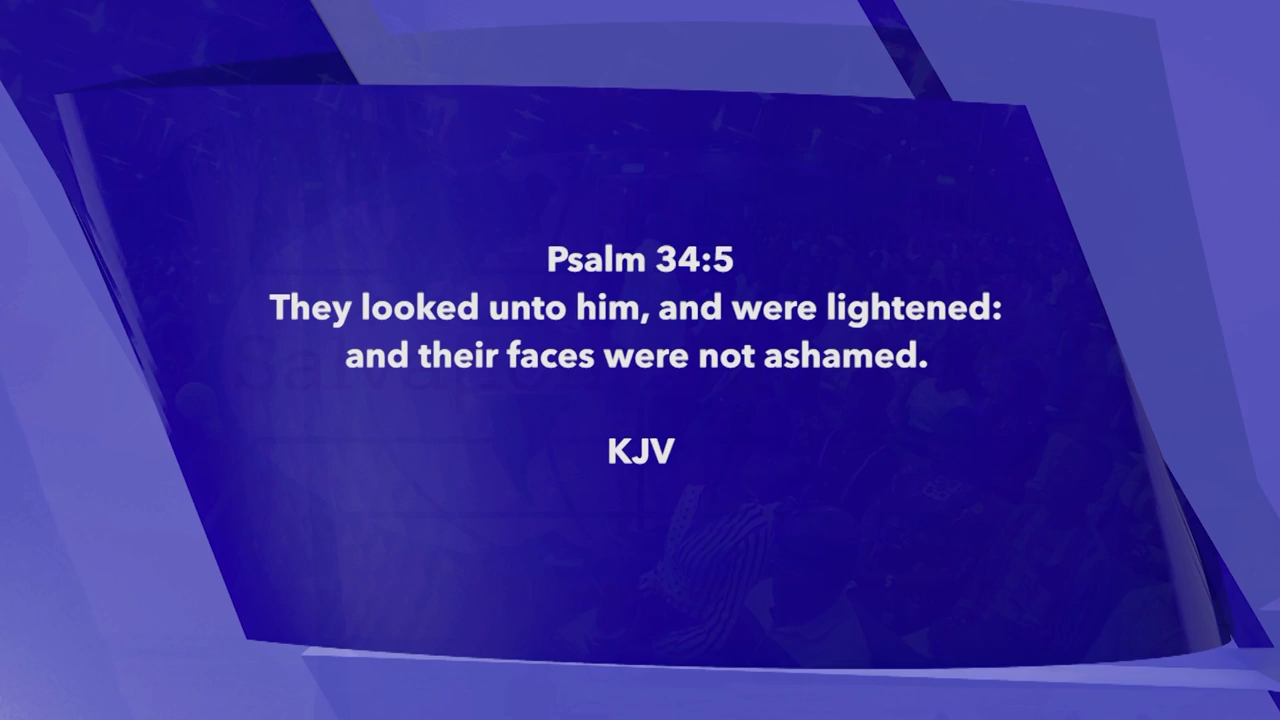 Psalm 34:5
They looked unto him, and were lightened:
and their faces were not ashamed.
KJV